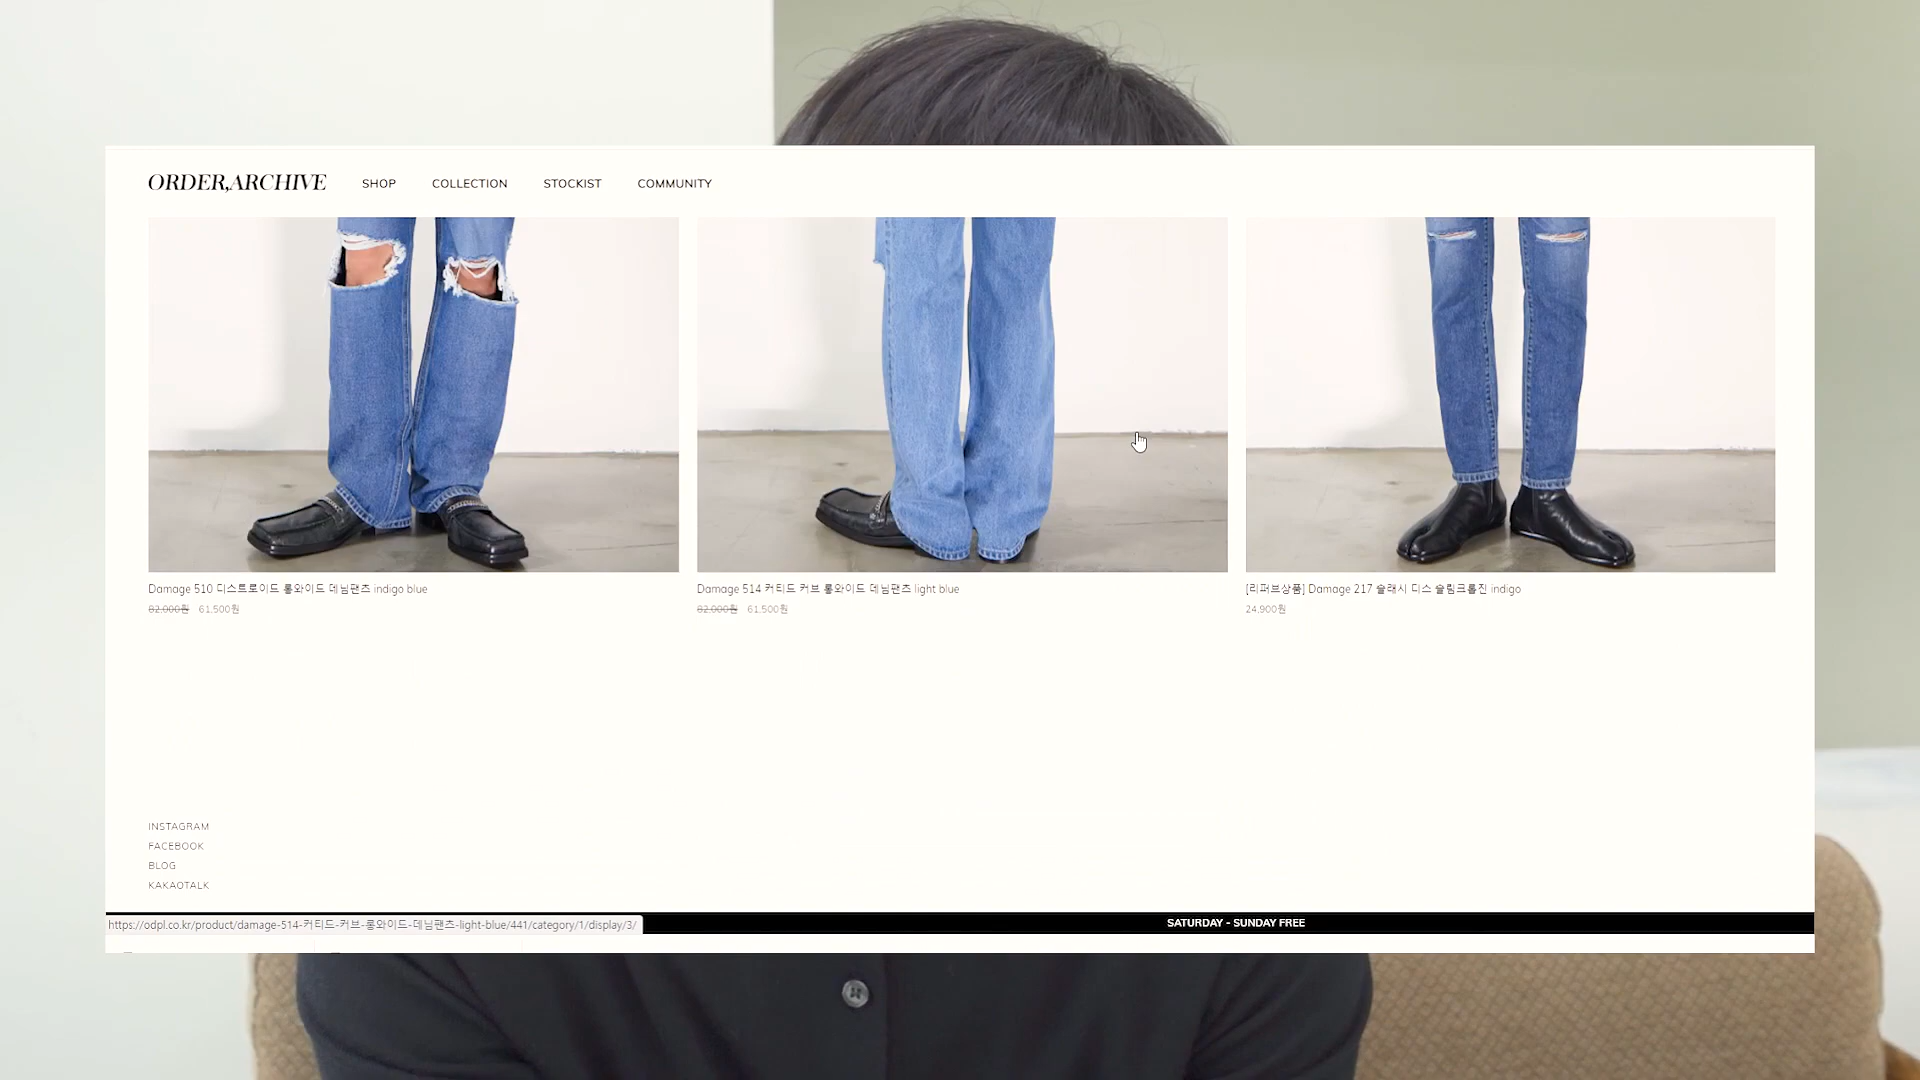 ORDER,ARCHIVE SHOP COLLECTION STOCKIST COMMUNITY
Damage 510 디스트로이드 롱와이드 데님팬츠 indigo blue
82,000원 61,500원
Damage 514 커티드 커브 롱와이드 데님팬츠 light blue
82,000원 61,500원
[리퍼브상품] Damage 217 슬래시 디스 슬림크롭진 indigo
24,900원
INSTAGRAM
FACEBOOK
BLOG
KAKAOTALK
https://odpl.co.kr/product/damage-514-커티드-커브-롱와이드-데님팬츠-light-blue/441/category/1/display/3/
SATURDAY - SUNDAY FREE